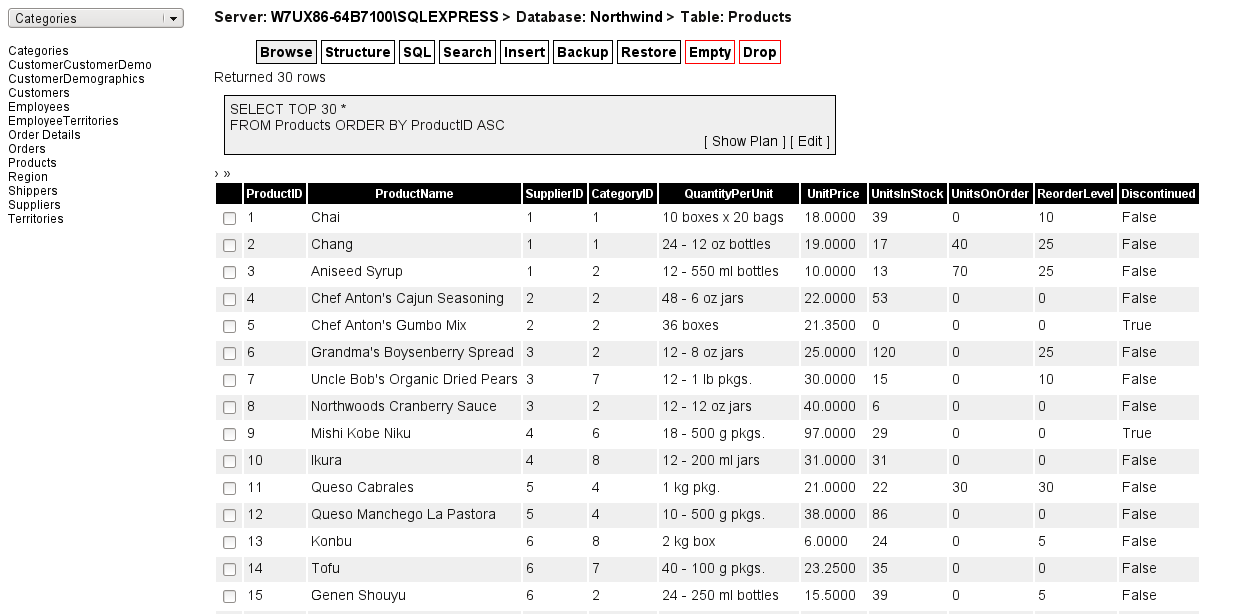 Categories
Categories
CustomerCustomerDemo
CustomerDemographics
Customers
Employees
EmployeeTerritories
Order Details
Orders
Products
Region
Shippers
Suppliers
Territories
Server: W7UX86-64B7100\SQLEXPRESS > Database: Northwind > Table: Products
Browse Structure SQL Search Insert Backup Restore Empty Drop
Returned 30 rows
SELECT TOP 30 *
FROM Products ORDER BY ProductID ASC
[ Show Plan ] [ Edit ]
› »
ProductID ProductName SupplierID CategoryID QuantityPerUnit UnitPrice UnitsInStock UnitsOnOrder ReorderLevel Discontinued
1 Chai 1 1 10 boxes x 20 bags 18.0000 39 0 10 False
2 Chang 1 1 24 - 12 oz bottles 19.0000 17 40 25 False
3 Aniseed Syrup 1 2 12 - 550 ml bottles 10.0000 13 70 25 False
4 Chef Anton's Cajun Seasoning 2 2 48 - 6 oz jars 22.0000 53 0 0 False
5 Chef Anton's Gumbo Mix 2 2 36 boxes 21.3500 0 0 0 True
6 Grandma's Boysenberry Spread 3 2 12 - 8 oz jars 25.0000 120 0 25 False
7 Uncle Bob's Organic Dried Pears 3 7 12 - 1 lb pkgs. 30.0000 15 0 10 False
8 Northwoods Cranberry Sauce 3 2 12 - 12 oz jars 40.0000 6 0 0 False
9 Mishi Kobe Niku 4 6 18 - 500 g pkgs. 97.0000 29 0 0 True
10 Ikura 4 8 12 - 200 ml jars 31.0000 31 0 0 False
11 Queso Cabrales 5 4 1 kg pkg. 21.0000 22 30 30 False
12 Queso Manchego La Pastora 5 4 10 - 500 g pkgs. 38.0000 86 0 0 False
13 Konbu 6 8 2 kg box 6.0000 24 0 5 False
14 Tofu 6 7 40 - 100 g pkgs. 23.2500 35 0 0 False
15 Genen Shouyu 6 2 24 - 250 ml bottles 15.5000 39 0 5 False